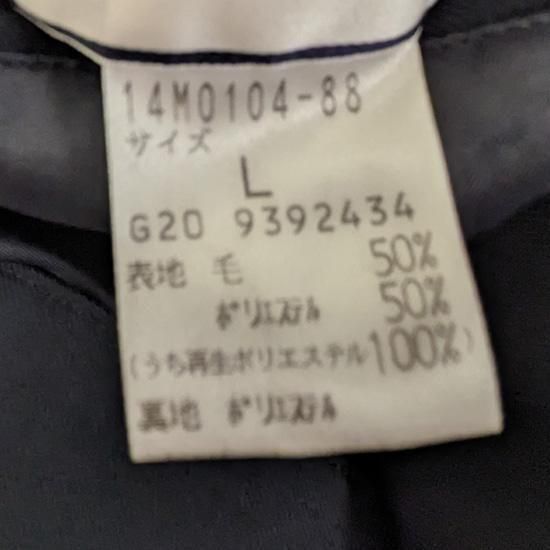 14M0104-88
サイズ
L
G20 9392434
表地 毛 50%
ポリエステル 50%
(うち再生ポリエステル100%)
裏地 ポリエステル